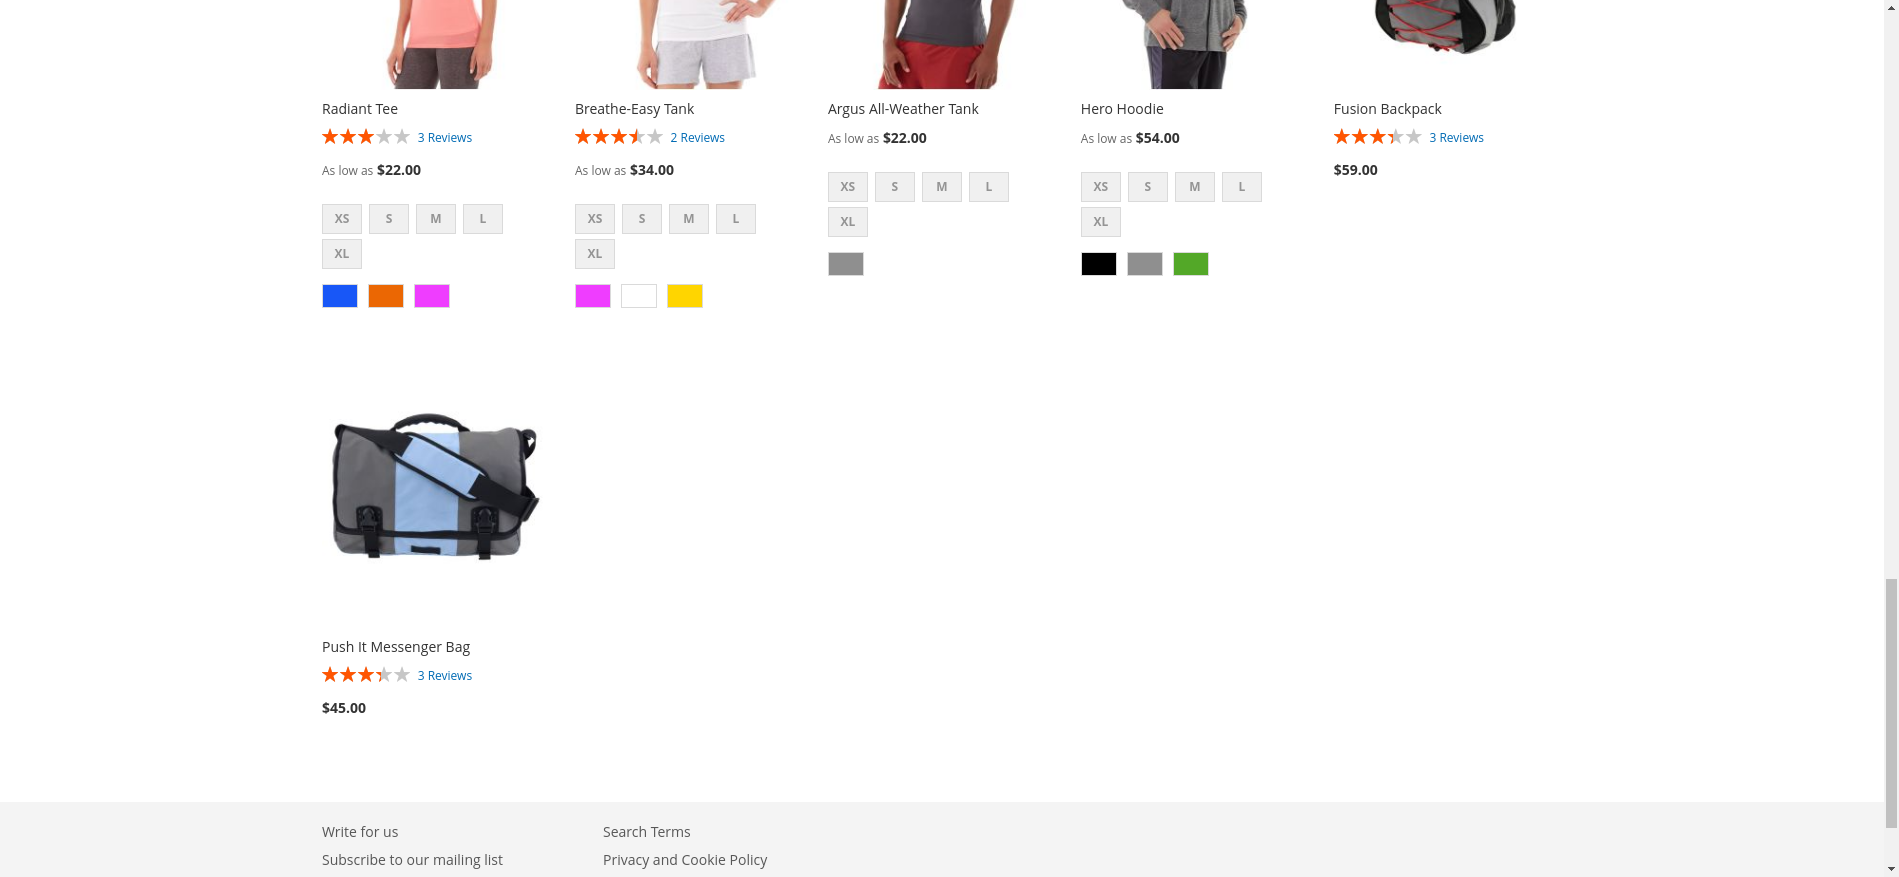 Radiant Tee
3 Reviews
As low as $22.00
XS S M L
XL
Breathe-Easy Tank
2 Reviews
As low as $34.00
XS S M L
XL
Argus All-Weather Tank
As low as $22.00
XS S M L
XL
Hero Hoodie
As low as $54.00
XS S M L
XL
Fusion Backpack
3 Reviews
$59.00
Push It Messenger Bag
3 Reviews
$45.00
Write for us
Subscribe to our mailing list
Search Terms
Privacy and Cookie Policy